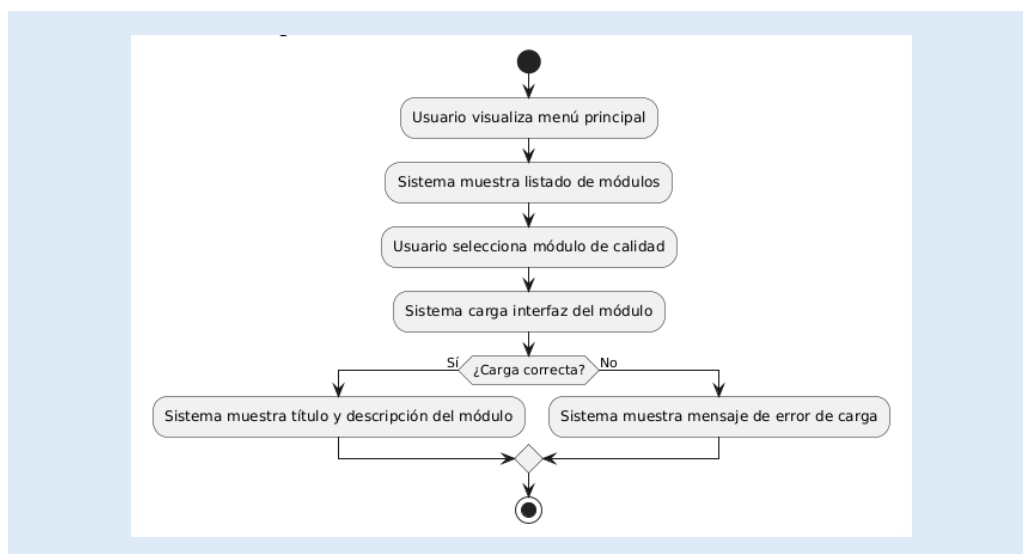 Usuario visualiza menú principal
Sistema muestra listado de módulos
Usuario selecciona módulo de calidad
Sistema carga interfaz del módulo
Sí
¿Carga correcta?
No
Sistema muestra título y descripción del módulo
Sistema muestra mensaje de error de carga